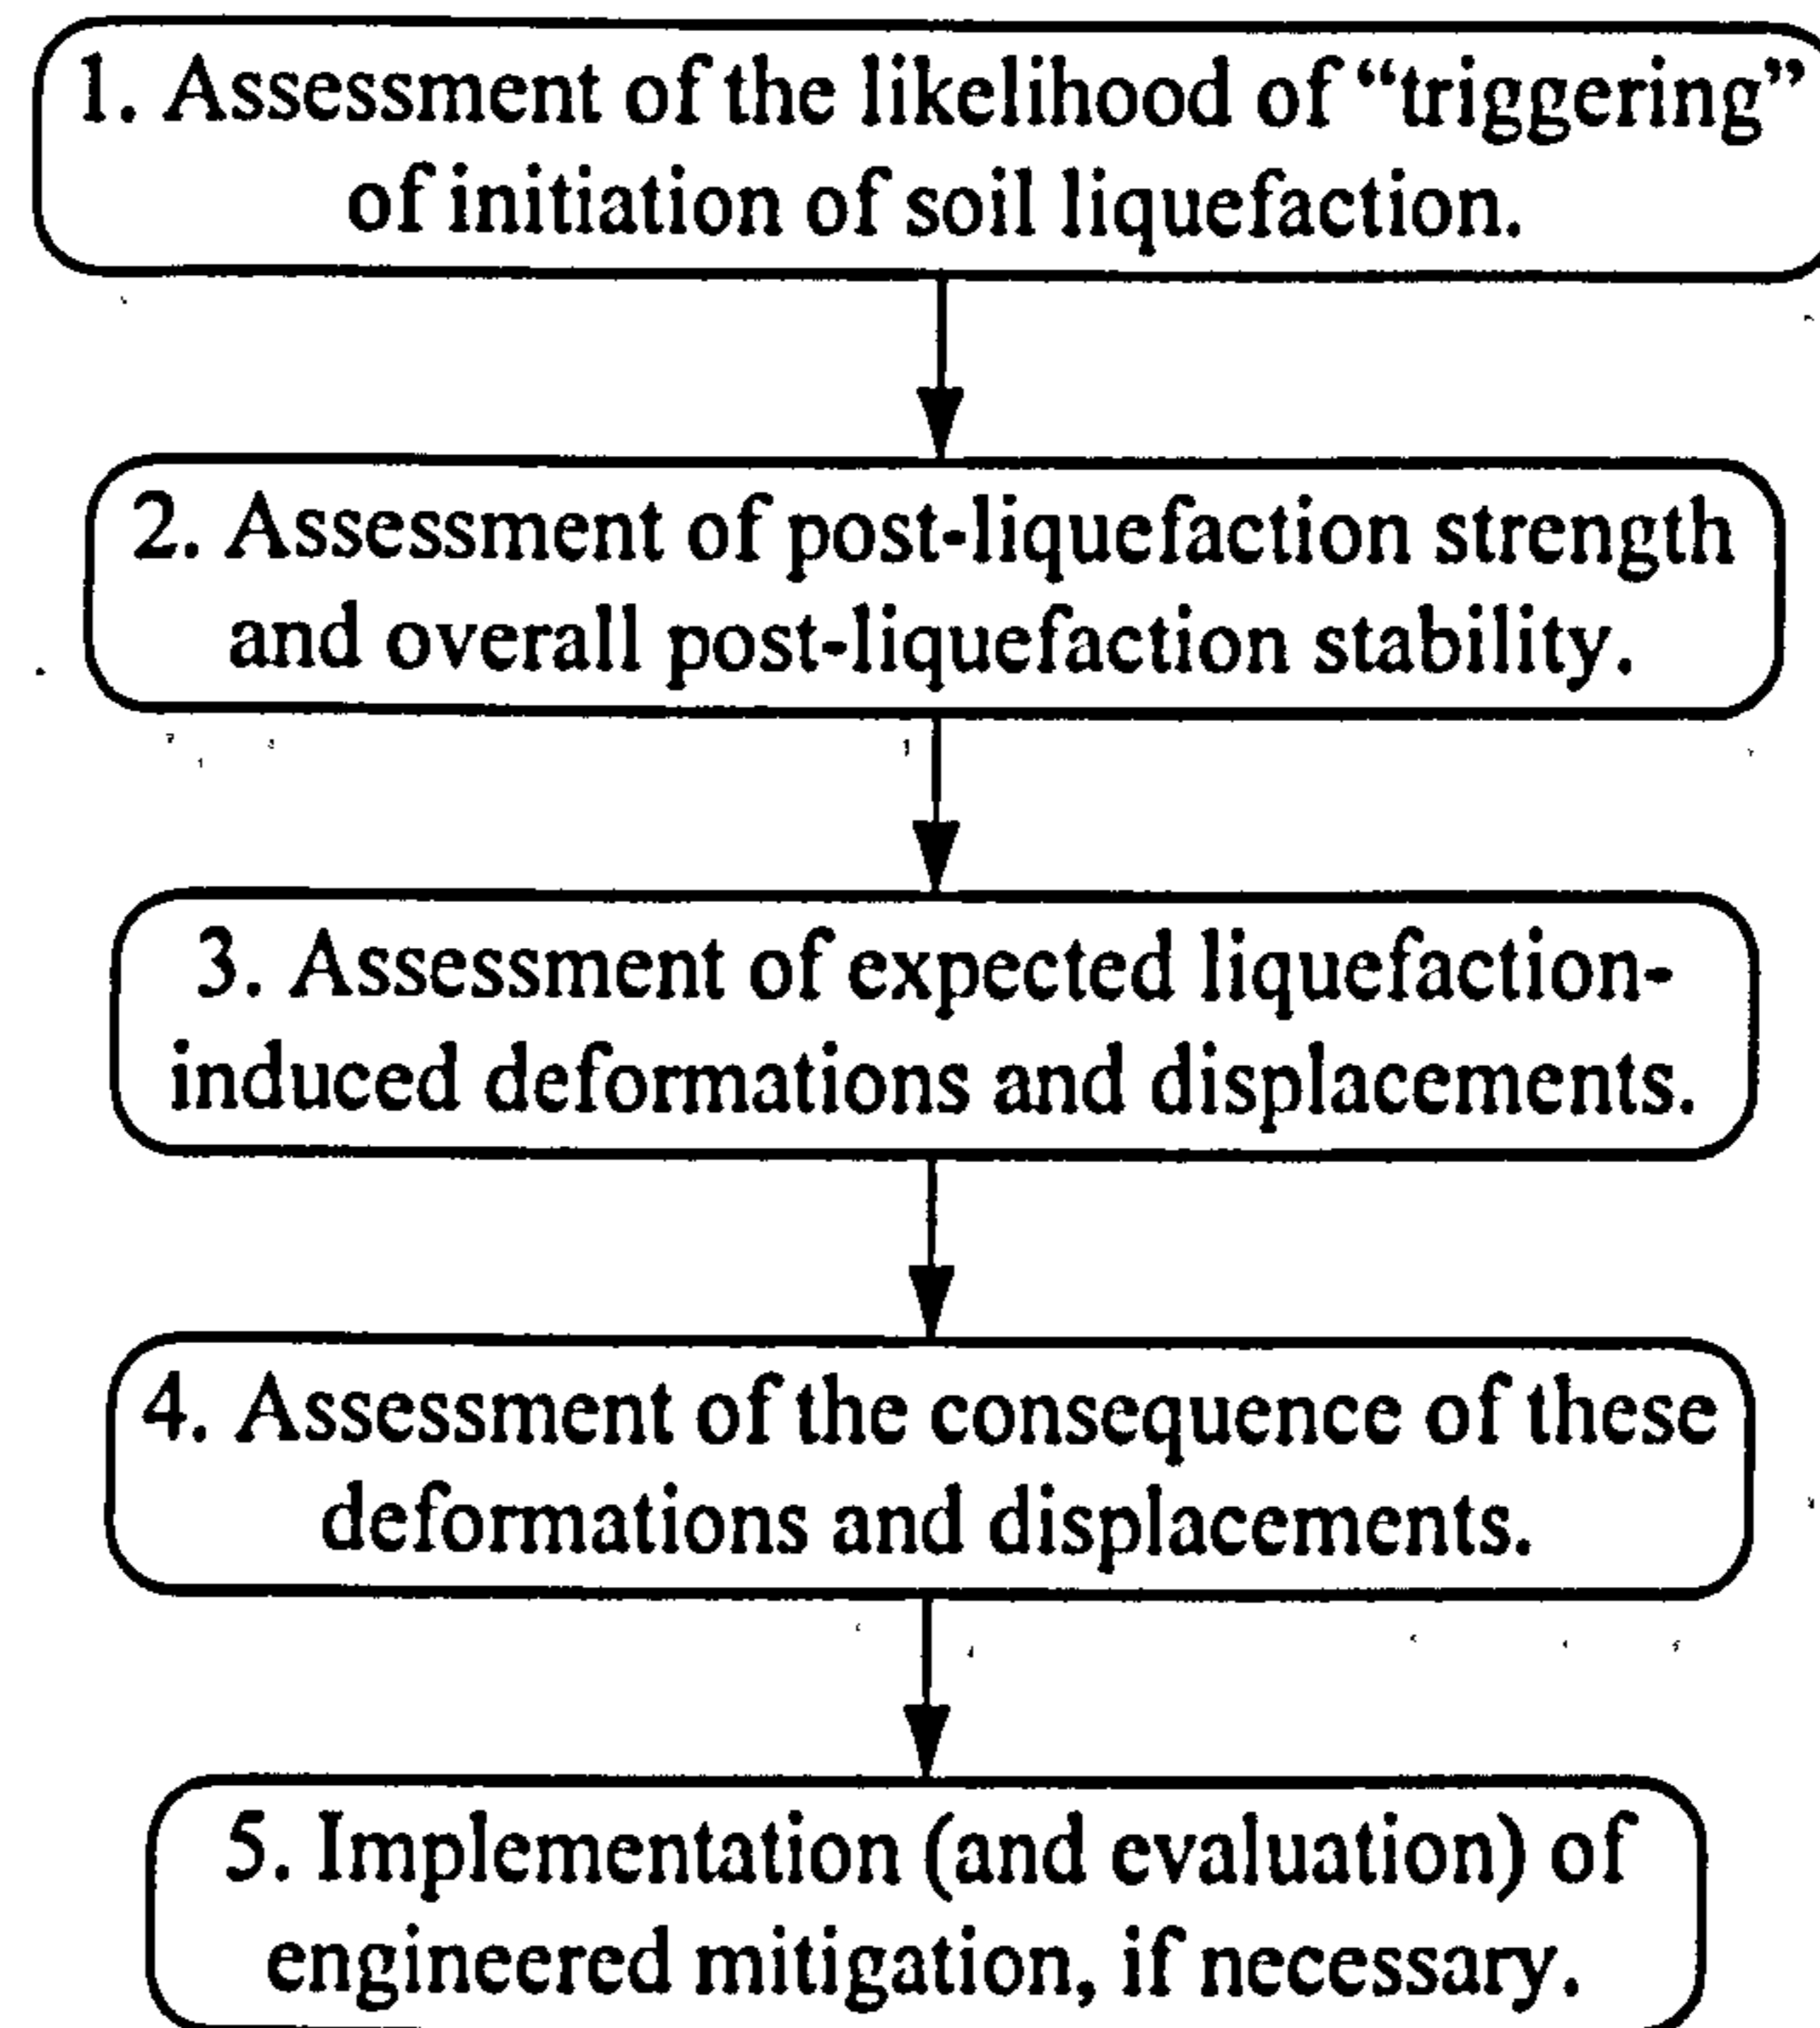 1. Assessment of the likelihood of “triggering”
of initiation of soil liquefaction.
2. Assessment of post-liquefaction strength
and overall post-liquefaction stability.
3. Assessment of expected liquefaction-
induced deformations and displacements.
4. Assessment of the consequence of these
deformations and displacements.
5. Implementation (and evaluation) of
engineered mitigation, if necessary.